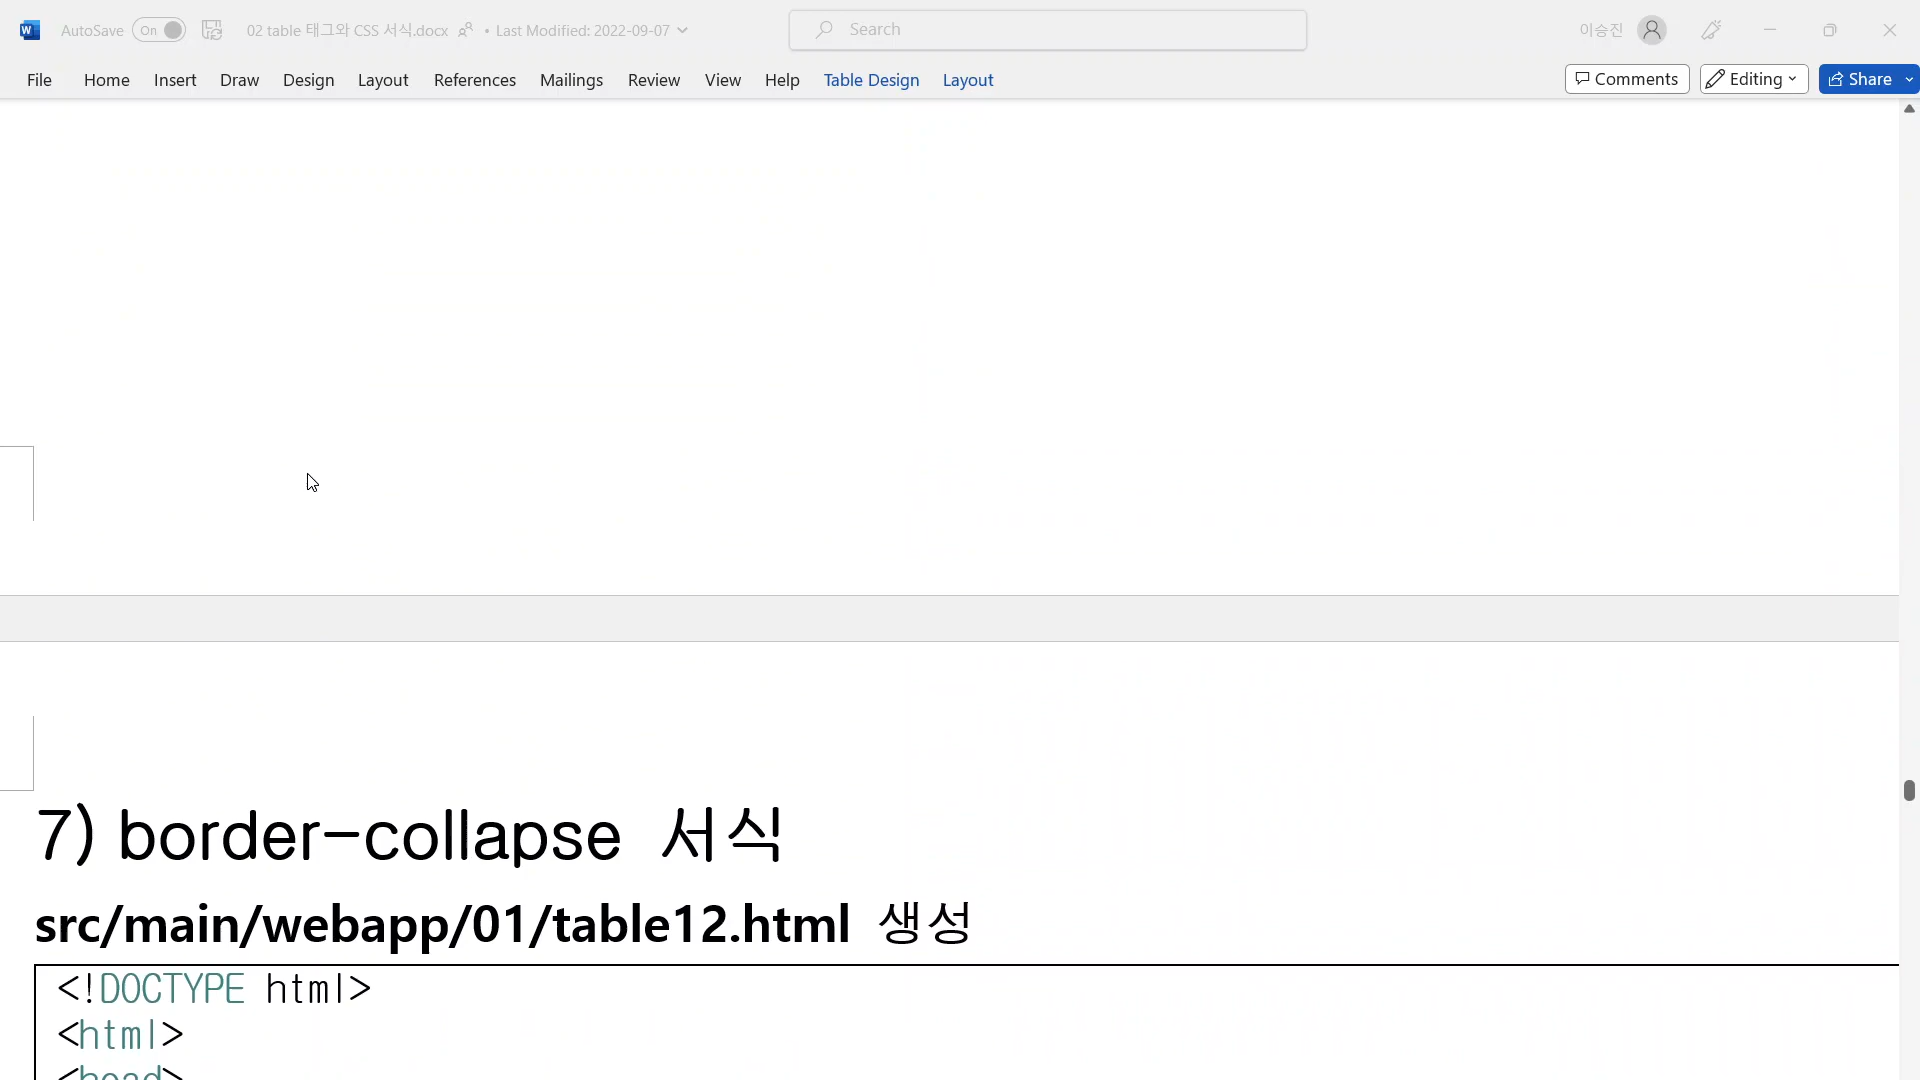 AutoSave On 02 table 태그와 CSS 서식.docx • Last Modified: 2022-09-07 Search 이승진
File Home Insert Draw Design Layout References Mailings Review View Help Table Design Layout Comments Editing Share
7) border-collapse 서식
src/main/webapp/01/table12.html 생성
<!DOCTYPE html>
<html>
<head>